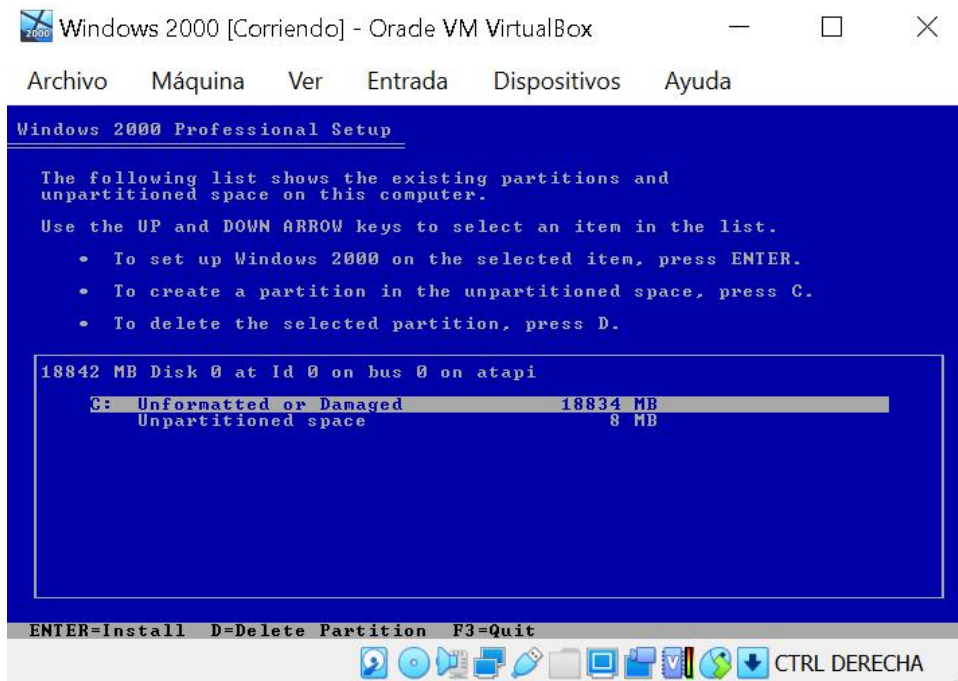 Windows 2000 [Corriendo] - Oracle VM VirtualBox
Archivo Máquina Ver Entrada Dispositivos Ayuda
Windows 2000 Professional Setup
The following list shows the existing partitions and
unpartitioned space on this computer.
Use the UP and DOWN ARROW keys to select an item in the list.
• To set up Windows 2000 on the selected item, press ENTER.
• To create a partition in the unpartitioned space, press C.
• To delete the selected partition, press D.
18842 MB Disk 0 at Id 0 on bus 0 on atapi
C: Unformatted or Damaged 18834 MB
Unpartitioned space 8 MB
ENTER=Install D=Delete Partition F3=Quit
CTRL DERECHA